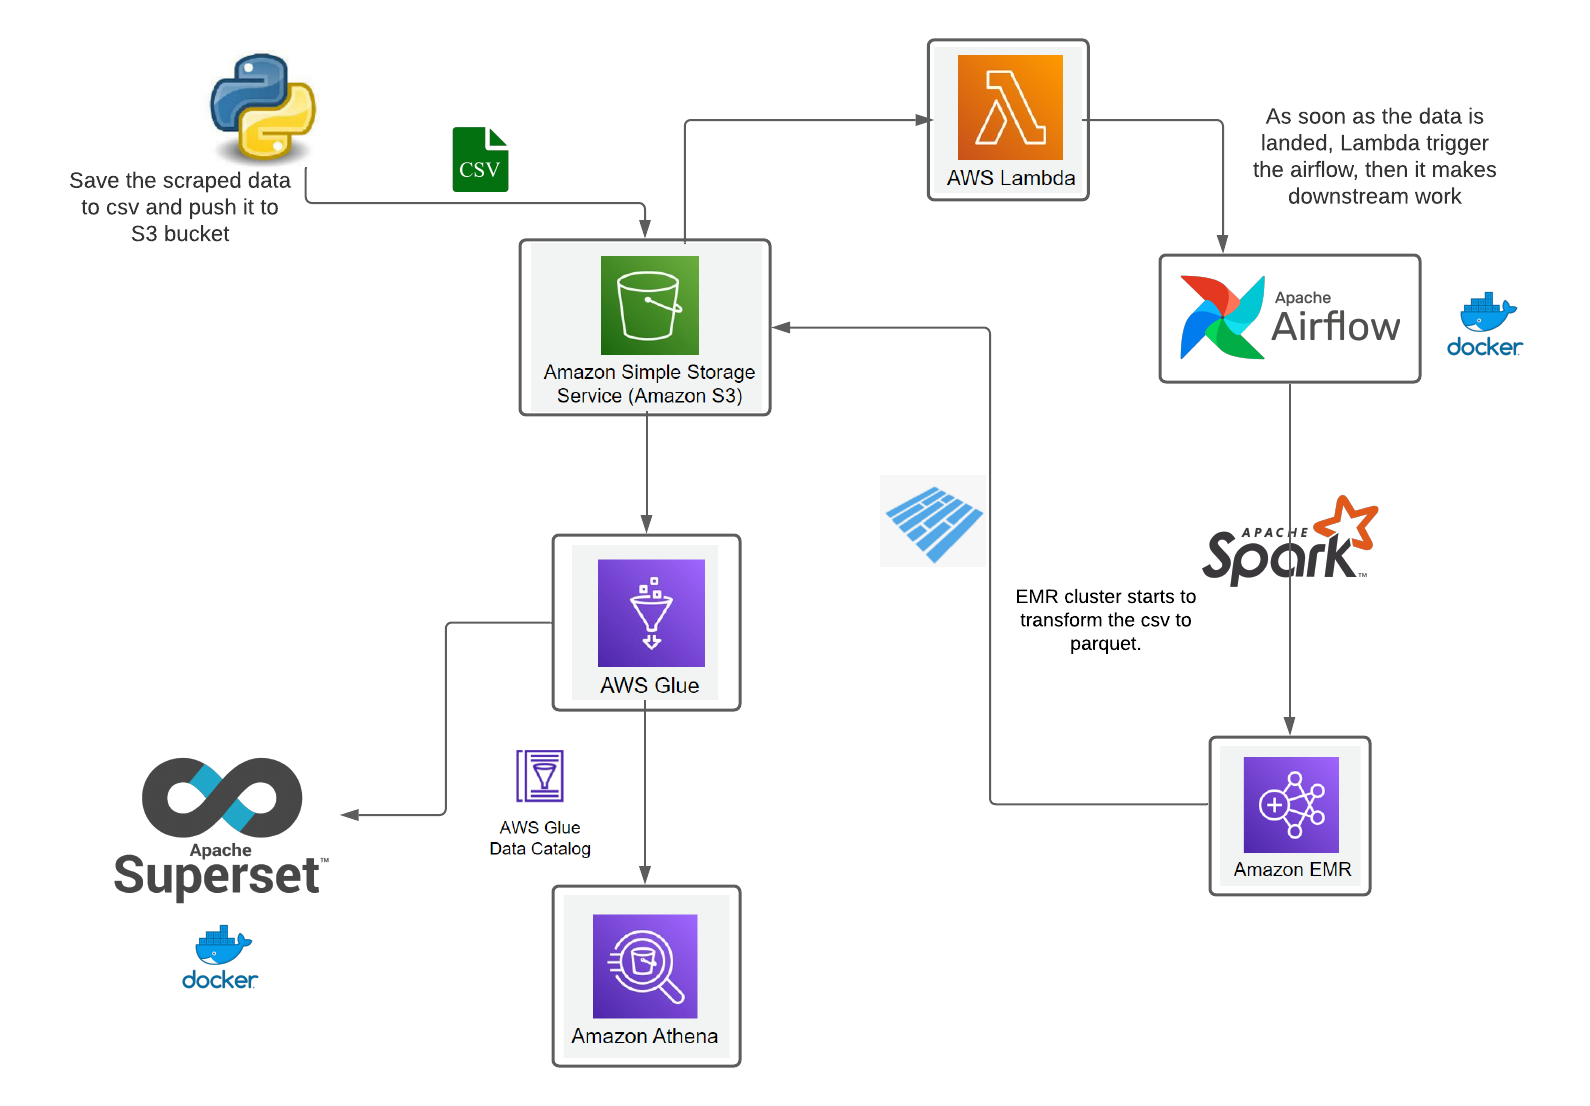 Save the scraped data
to csv and push it to
S3 bucket
CSV
Amazon Simple Storage
Service (Amazon S3)
AWS Lambda
As soon as the data is
landed, Lambda trigger
the airflow, then it makes
downstream work
Apache
Airflow
docker
APACHE
Spark™
EMR cluster starts to
transform the csv to
parquet.
Amazon EMR
AWS Glue
AWS Glue
Data Catalog
Apache
Superset™
docker
Amazon Athena